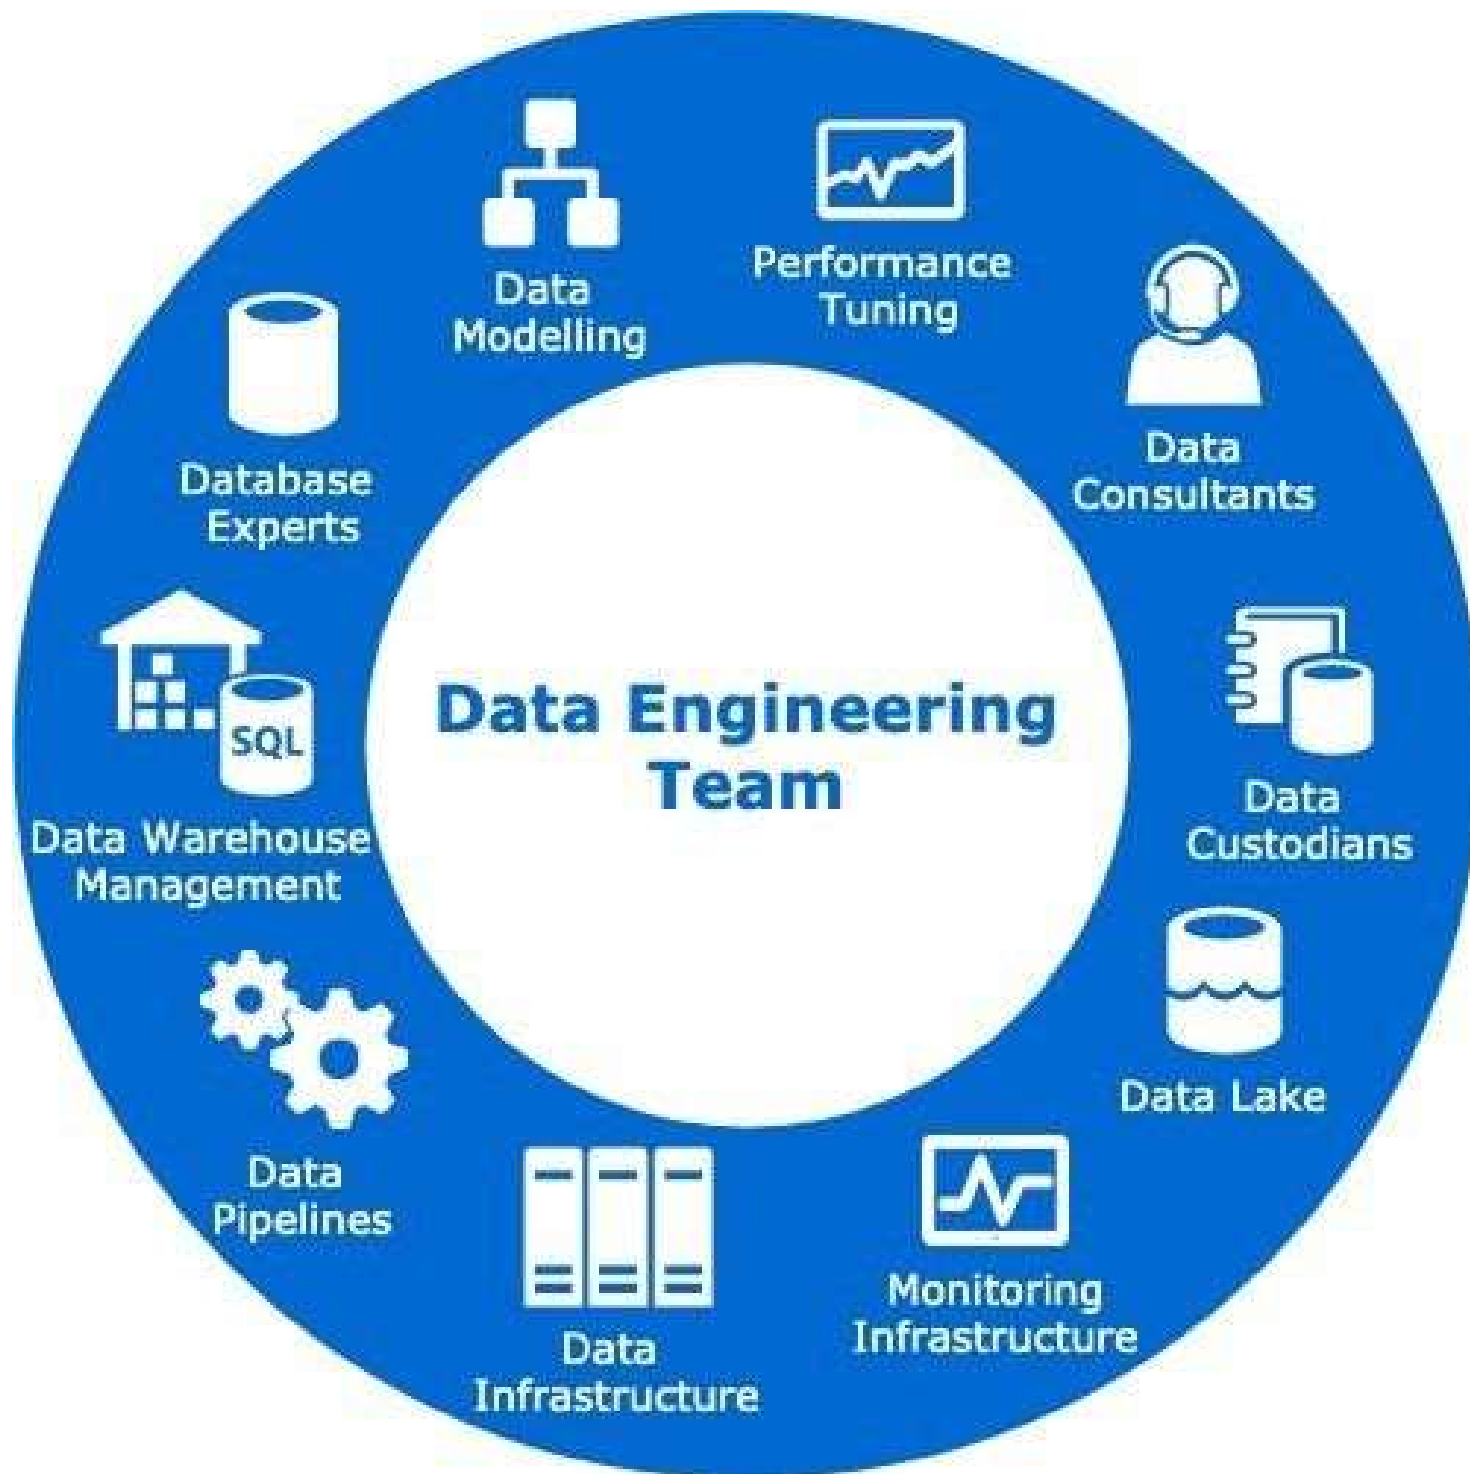 Data
Modelling
Performance
Tuning
Data
Consultants
Database
Experts
Data Warehouse
Management
SQL
Data Engineering
Team
Data
Custodians
Data Lake
Data
Pipelines
Monitoring
Infrastructure
Data
Infrastructure